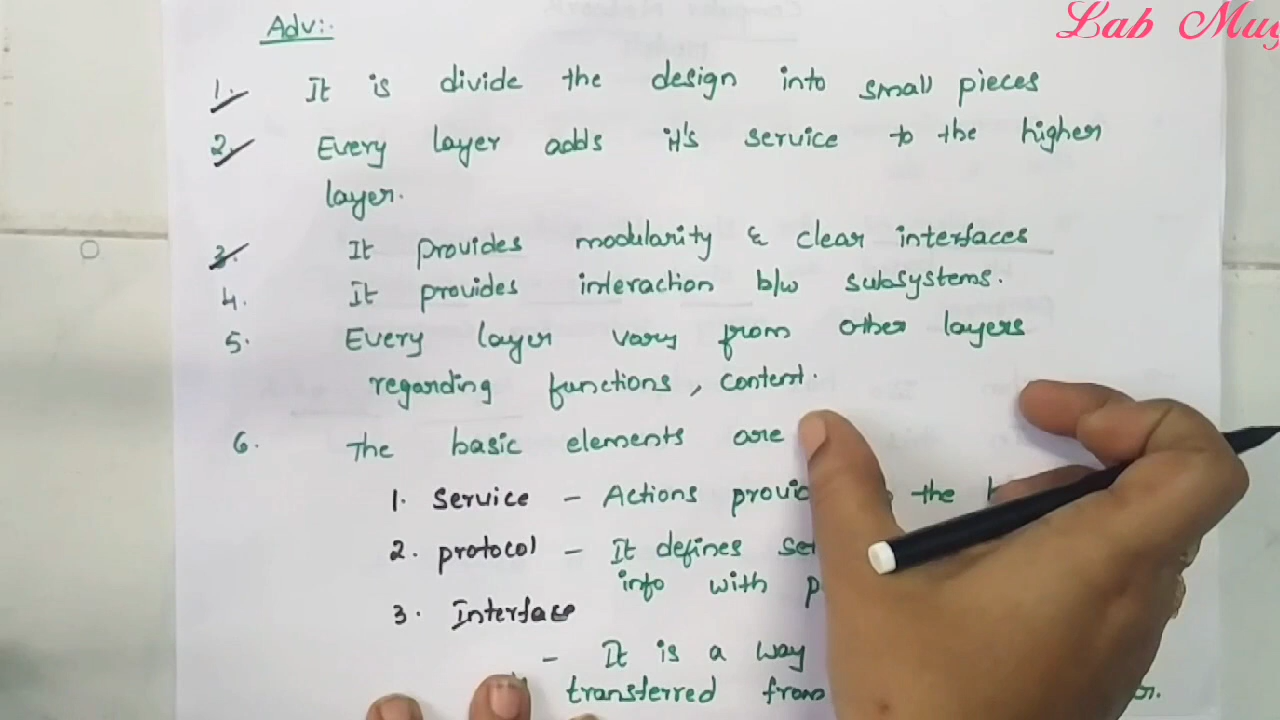 Lab Mug
Adv:-
1. It is divide the design into small pieces
2. Every layer adds it's service to the higher
layer.
3. It provides modularity & clear interfaces
4. It provides interaction b/w subsystems.
5. Every layer vary from other layers
regarding functions, content.
6. The basic elements are
1. Service - Actions the
2. protocol - It defines
info with
3. Interface
- It is a way
transferred from